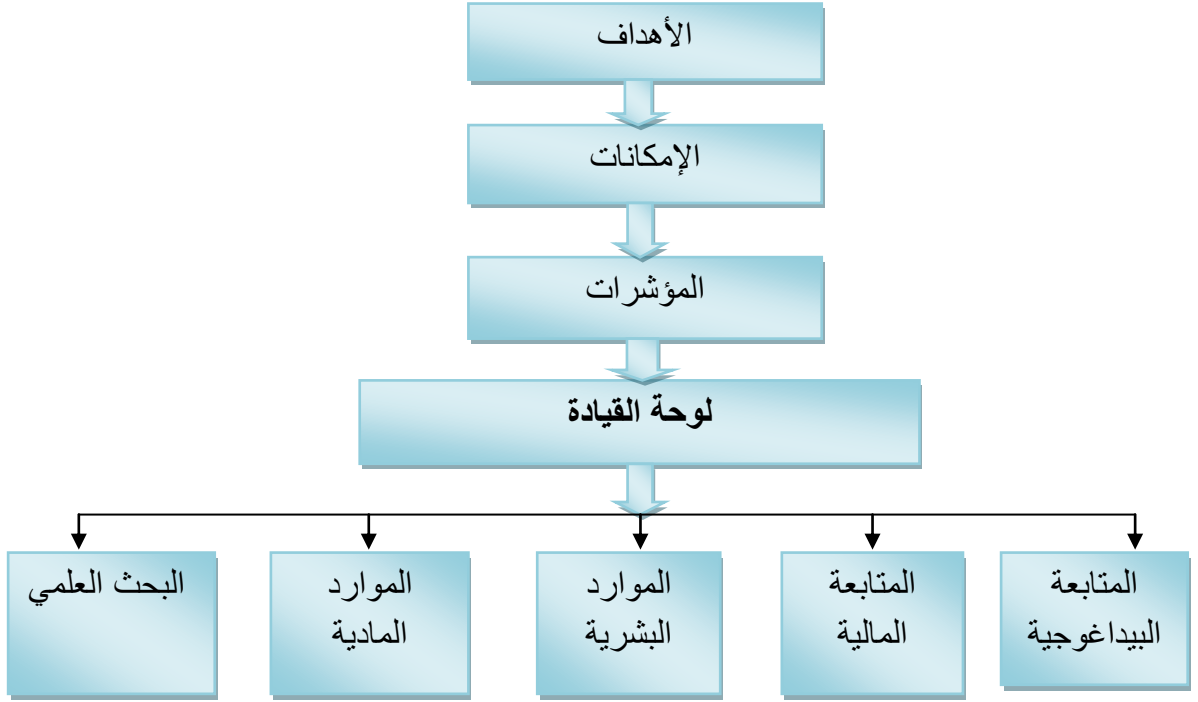 الأهداف
الإمكانات
المؤشرات
لوحة القيادة
المتابعة
البيداغوجية
المتابعة
المالية
الموارد
البشرية
الموارد
المادية
البحث العلمي